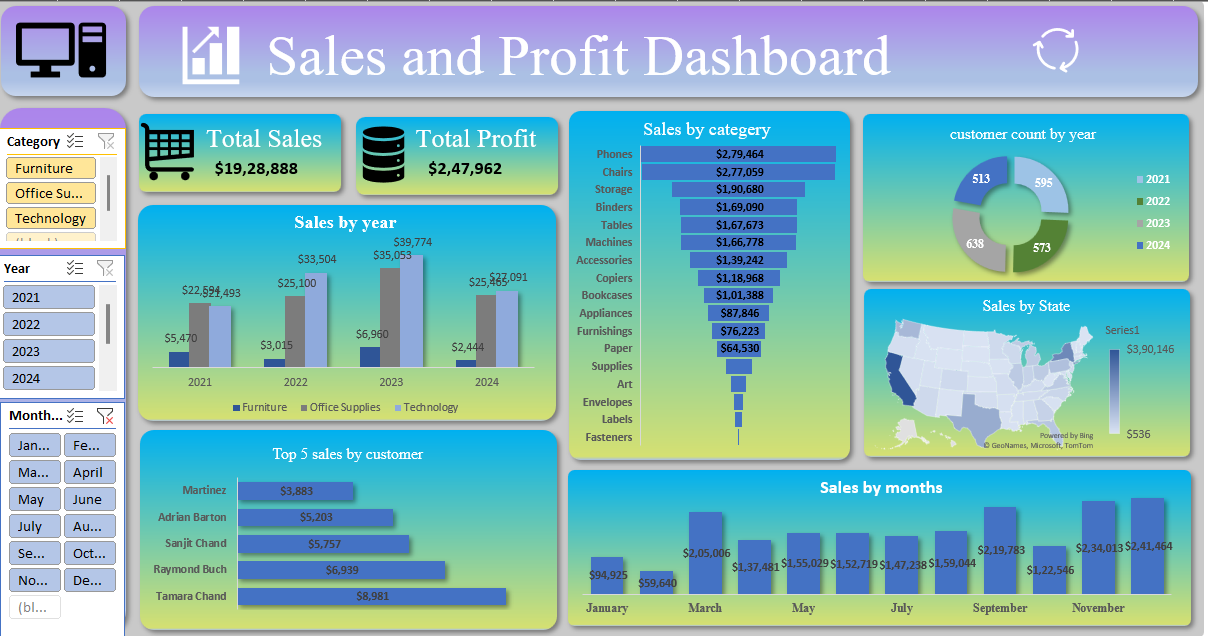 Sales and Profit Dashboard
Category
Furniture
Office Su...
Technology
Year
2021
2022
2023
2024
Month...
Jan...
Fe...
Ma...
April
May
June
July
Au...
Se...
Oct...
No...
De...
(bl...
Total Sales
$19,28,888
Total Profit
$2,47,962
Sales by year
$5,470
$22,594
$21,493
$3,015
$25,100
$33,504
$6,960
$35,053
$39,774
$2,444
$25,465
$27,091
2021
2022
2023
2024
Furniture
Office Supplies
Technology
Top 5 sales by customer
Martinez
$3,883
Adrian Barton
$5,203
Sanjit Chand
$5,757
Raymond Buch
$6,939
Tamara Chand
$8,981
Sales by categery
Phones
$2,79,464
Chairs
$2,77,059
Storage
$1,90,680
Binders
$1,69,090
Tables
$1,67,673
Machines
$1,66,778
Accessories
$1,39,242
Copiers
$1,18,968
Bookcases
$1,01,388
Appliances
$87,846
Furnishings
$76,223
Paper
$64,530
Supplies
Art
Envelopes
Labels
Fasteners
customer count by year
513
595
638
573
2021
2022
2023
2024
Sales by State
Series1
$3,90,146
$536
Powered by Bing
© GeoNames, Microsoft, TomTom
Sales by months
$94,925
$59,640
$2,05,006
$1,37,481
$1,55,029
$1,52,719
$1,47,238
$1,59,044
$2,19,783
$1,22,546
$2,34,013
$2,41,464
January
March
May
July
September
November